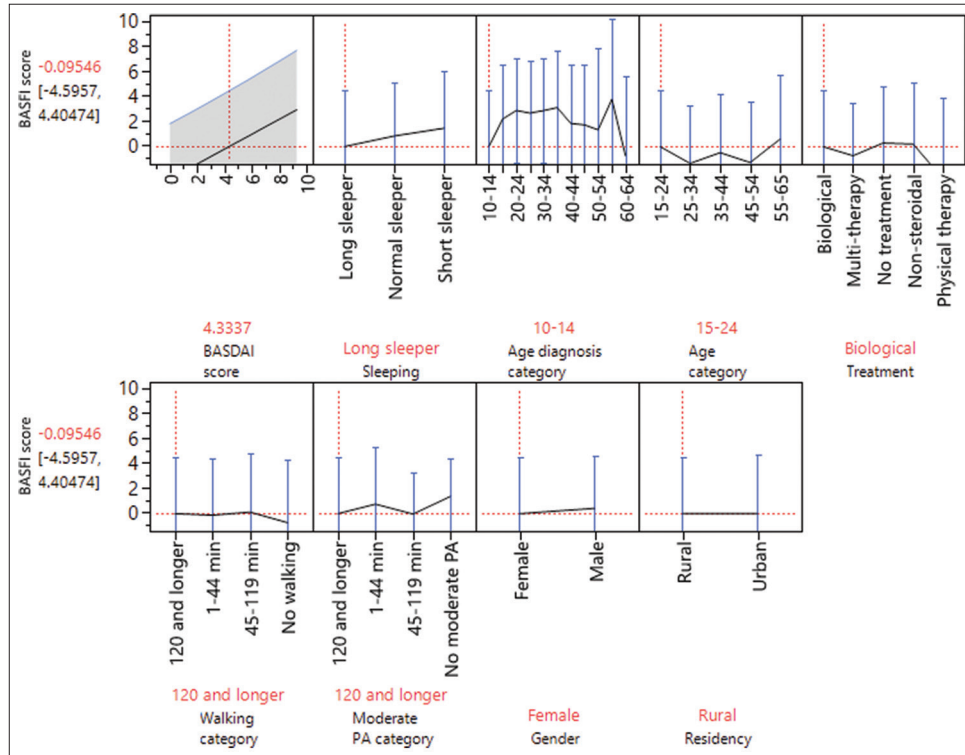 BASFI score
-0.09546
[-4.5957,
4.40474]
10
8
6
4
2
0
0
2
4
6
8
10
Long sleeper
Normal sleeper
Short sleeper
10-14
20-24
30-34
40-44
50-54
60-64
15-24
25-34
35-44
45-54
55-65
Biological
Multi-therapy
No treatment
Non-steroidal
Physical therapy
4.3337
BASDAI
score
Long sleeper
Sleeping
10-14
Age diagnosis
category
15-24
Age
category
Biological
Treatment
BASFI score
-0.09546
[-4.5957,
4.40474]
10
8
6
4
2
0
120 and longer
1-44 min
45-119 min
No walking
120 and longer
1-44 min
45-119 min
No moderate PA
Female
Male
Rural
Urban
120 and longer
Walking
category
120 and longer
Moderate
PA category
Female
Gender
Rural
Residency